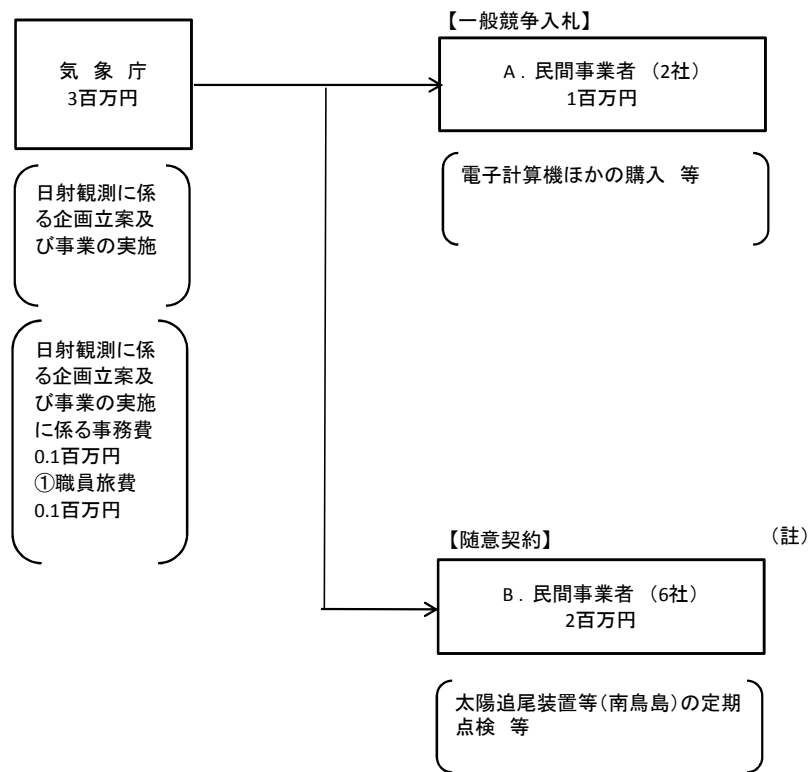 気 象 庁
3百万円
日射観測に係
る企画立案及
び事業の実施
日射観測に係
る企画立案及
び事業の実施
に係る事務費
0.1百万円
①職員旅費
0.1百万円
【一般競争入札】
A．民間事業者 （2社）
1百万円
電子計算機ほかの購入 等
【随意契約】
（註）
B．民間事業者 （6社）
2百万円
太陽追尾装置等（南鳥島）の定期
点検 等